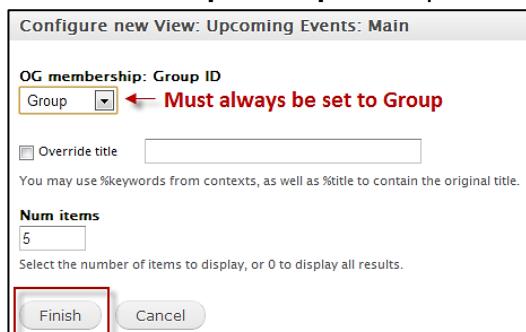 Configure new View: Upcoming Events: Main
OG membership: Group ID
Group
Must always be set to Group
Override title
You may use %keywords from contexts, as well as %title to contain the original title.
Num items
5
Select the number of items to display, or 0 to display all results.
Finish Cancel